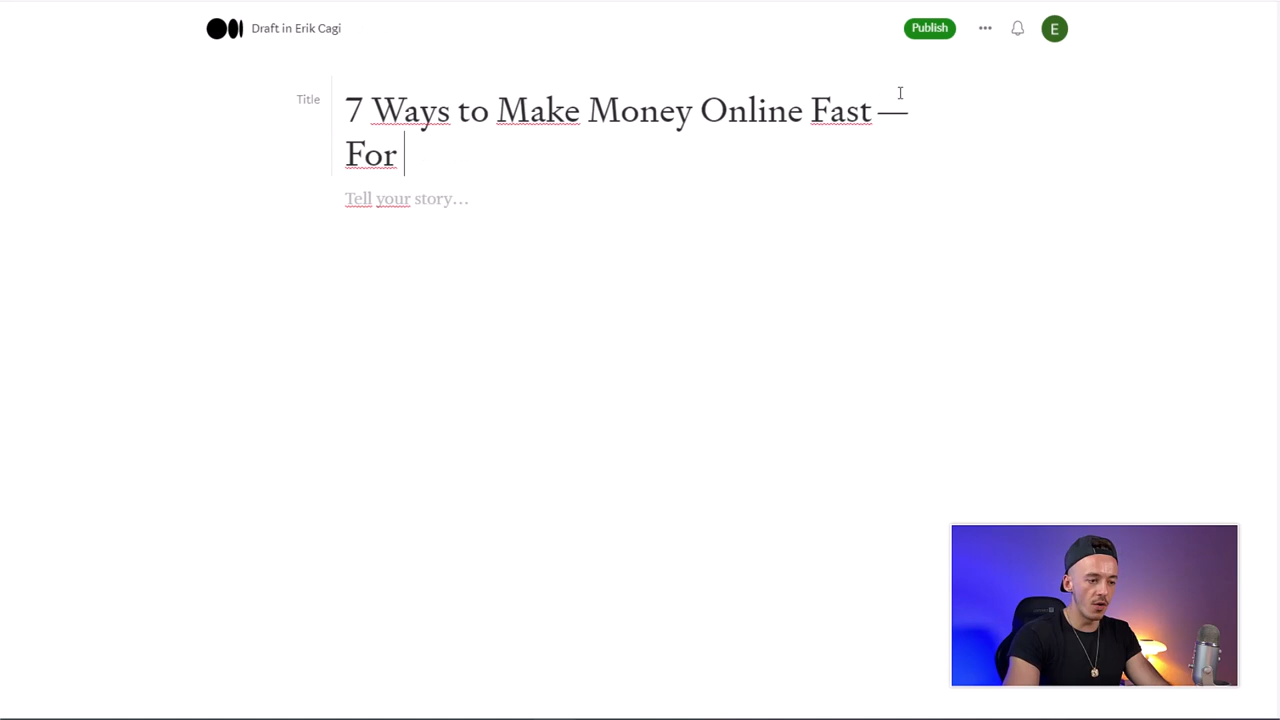 Draft in Erik Cagi
Publish
E
Title
7 Ways to Make Money Online Fast —
For
Tell your story...